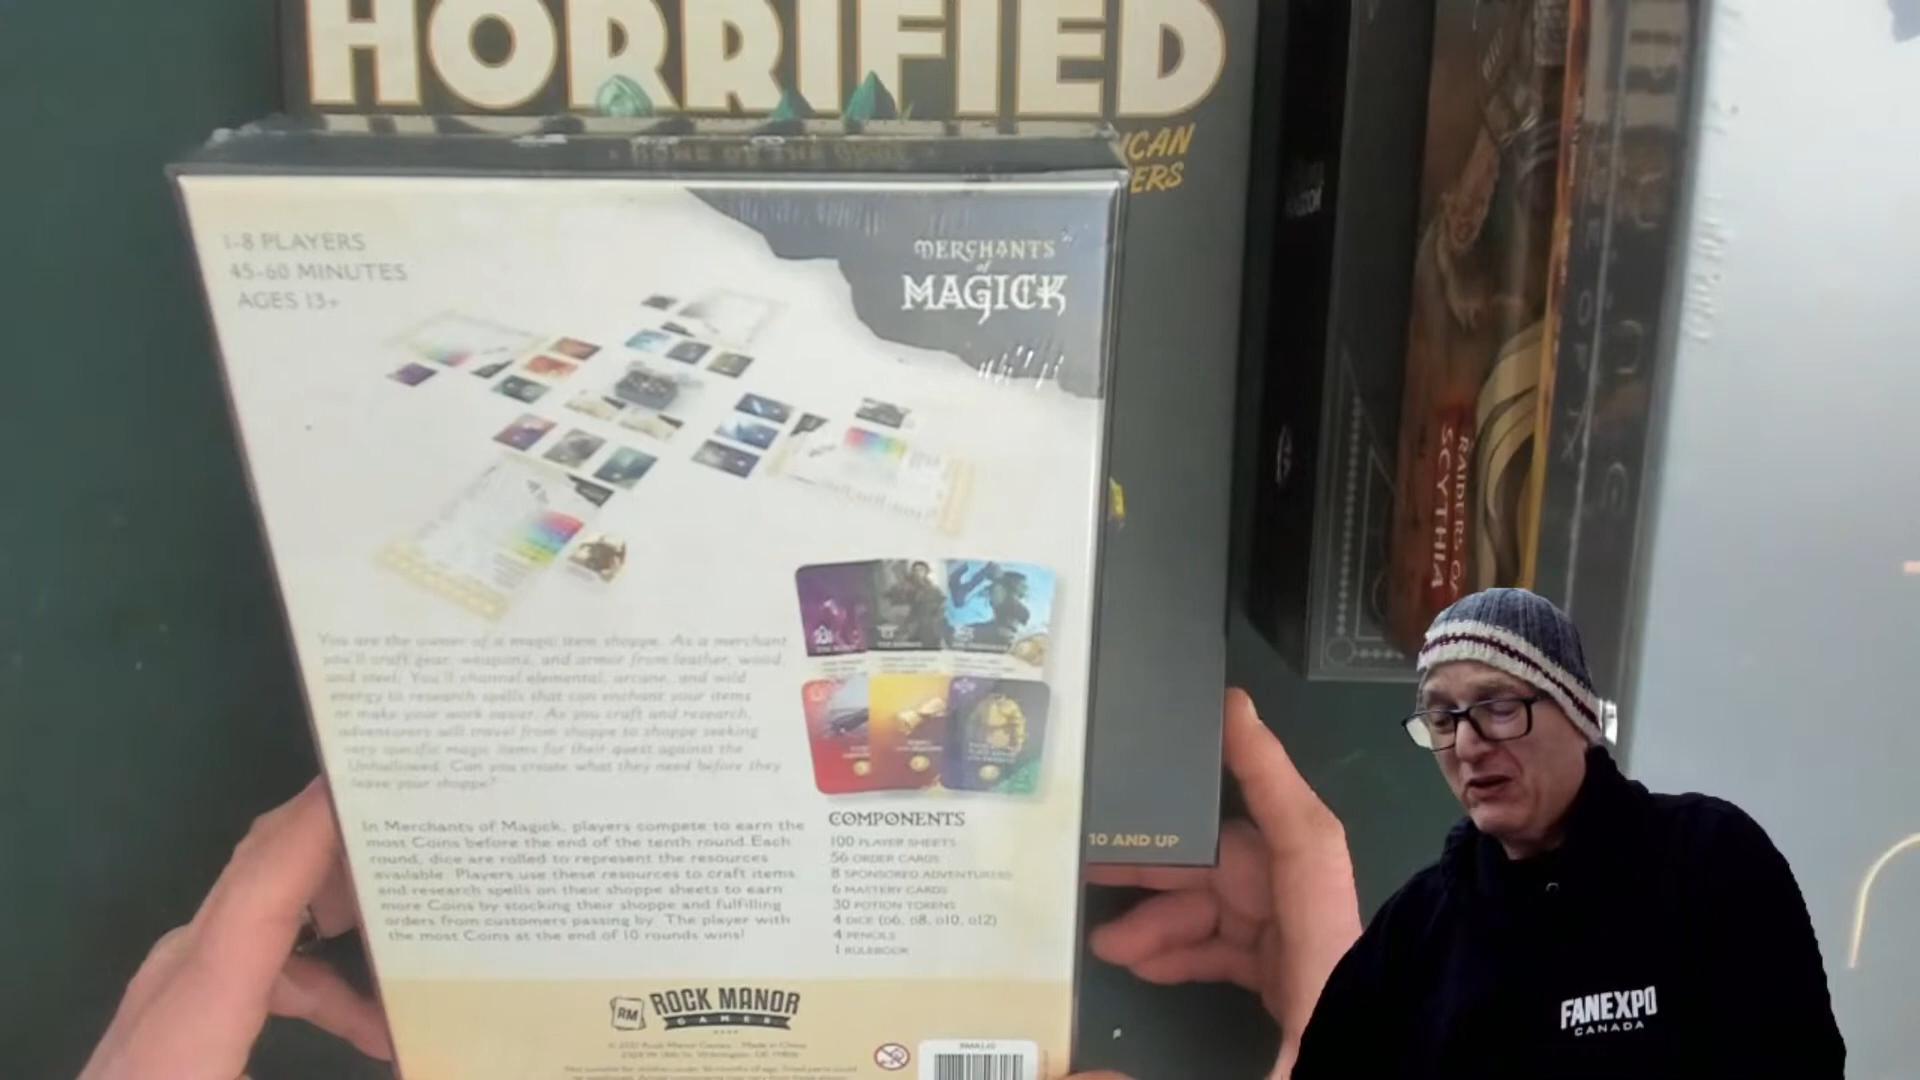 HORRIFIED
1-8 PLAYERS
45-60 MINUTES
AGES 13+
MERCHANTS
of
MAGICK
You are the owner of a magic item shoppe. As a merchant
you'll craft gear, weapons, and armor from leather, wood,
and steel. You'll channel elemental, arcane, and wild
energy to research spells that can enchant your items
or make your work easier. As you craft and research,
adventurers will travel from shoppe to shoppe seeking
very specific magic items for their quest against the
Unhallowed. Can you create what they need before they
leave your shoppe?
In Merchants of Magick, players compete to earn the
most Coins before the end of the tenth round. Each
round, dice are rolled to represent the resources
available. Players use these resources to craft items
and research spells on their shoppe sheets to earn
more Coins by stocking their shoppe and fulfilling
orders from customers passing by. The player with
the most Coins at the end of 10 rounds wins!
COMPONENTS
100 PLAYER SHEETS
56 ORDER CARDS
8 SPONSORED ADVENTURERS
6 MASTERY CARDS
30 POTION TOKENS
4 DICE (D6, D8, D10, D12)
4 PENCILS
1 RULEBOOK
RM ROCK MANOR
GAMES
10 AND UP
RAIDERS OF
SCYTHIA
FANEXPO
CANADA